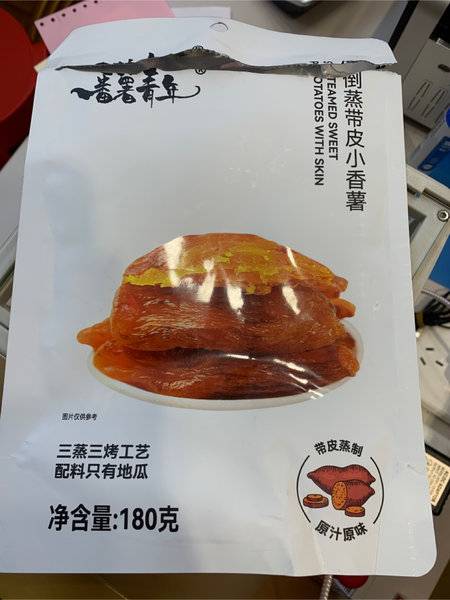 番薯青年
®
倒蒸带皮小香薯
STEAMED SWEET
POTATOES WITH SKIN
图片仅供参考
三蒸三烤工艺
配料只有地瓜
净含量:180克
带皮蒸制
原汁原味